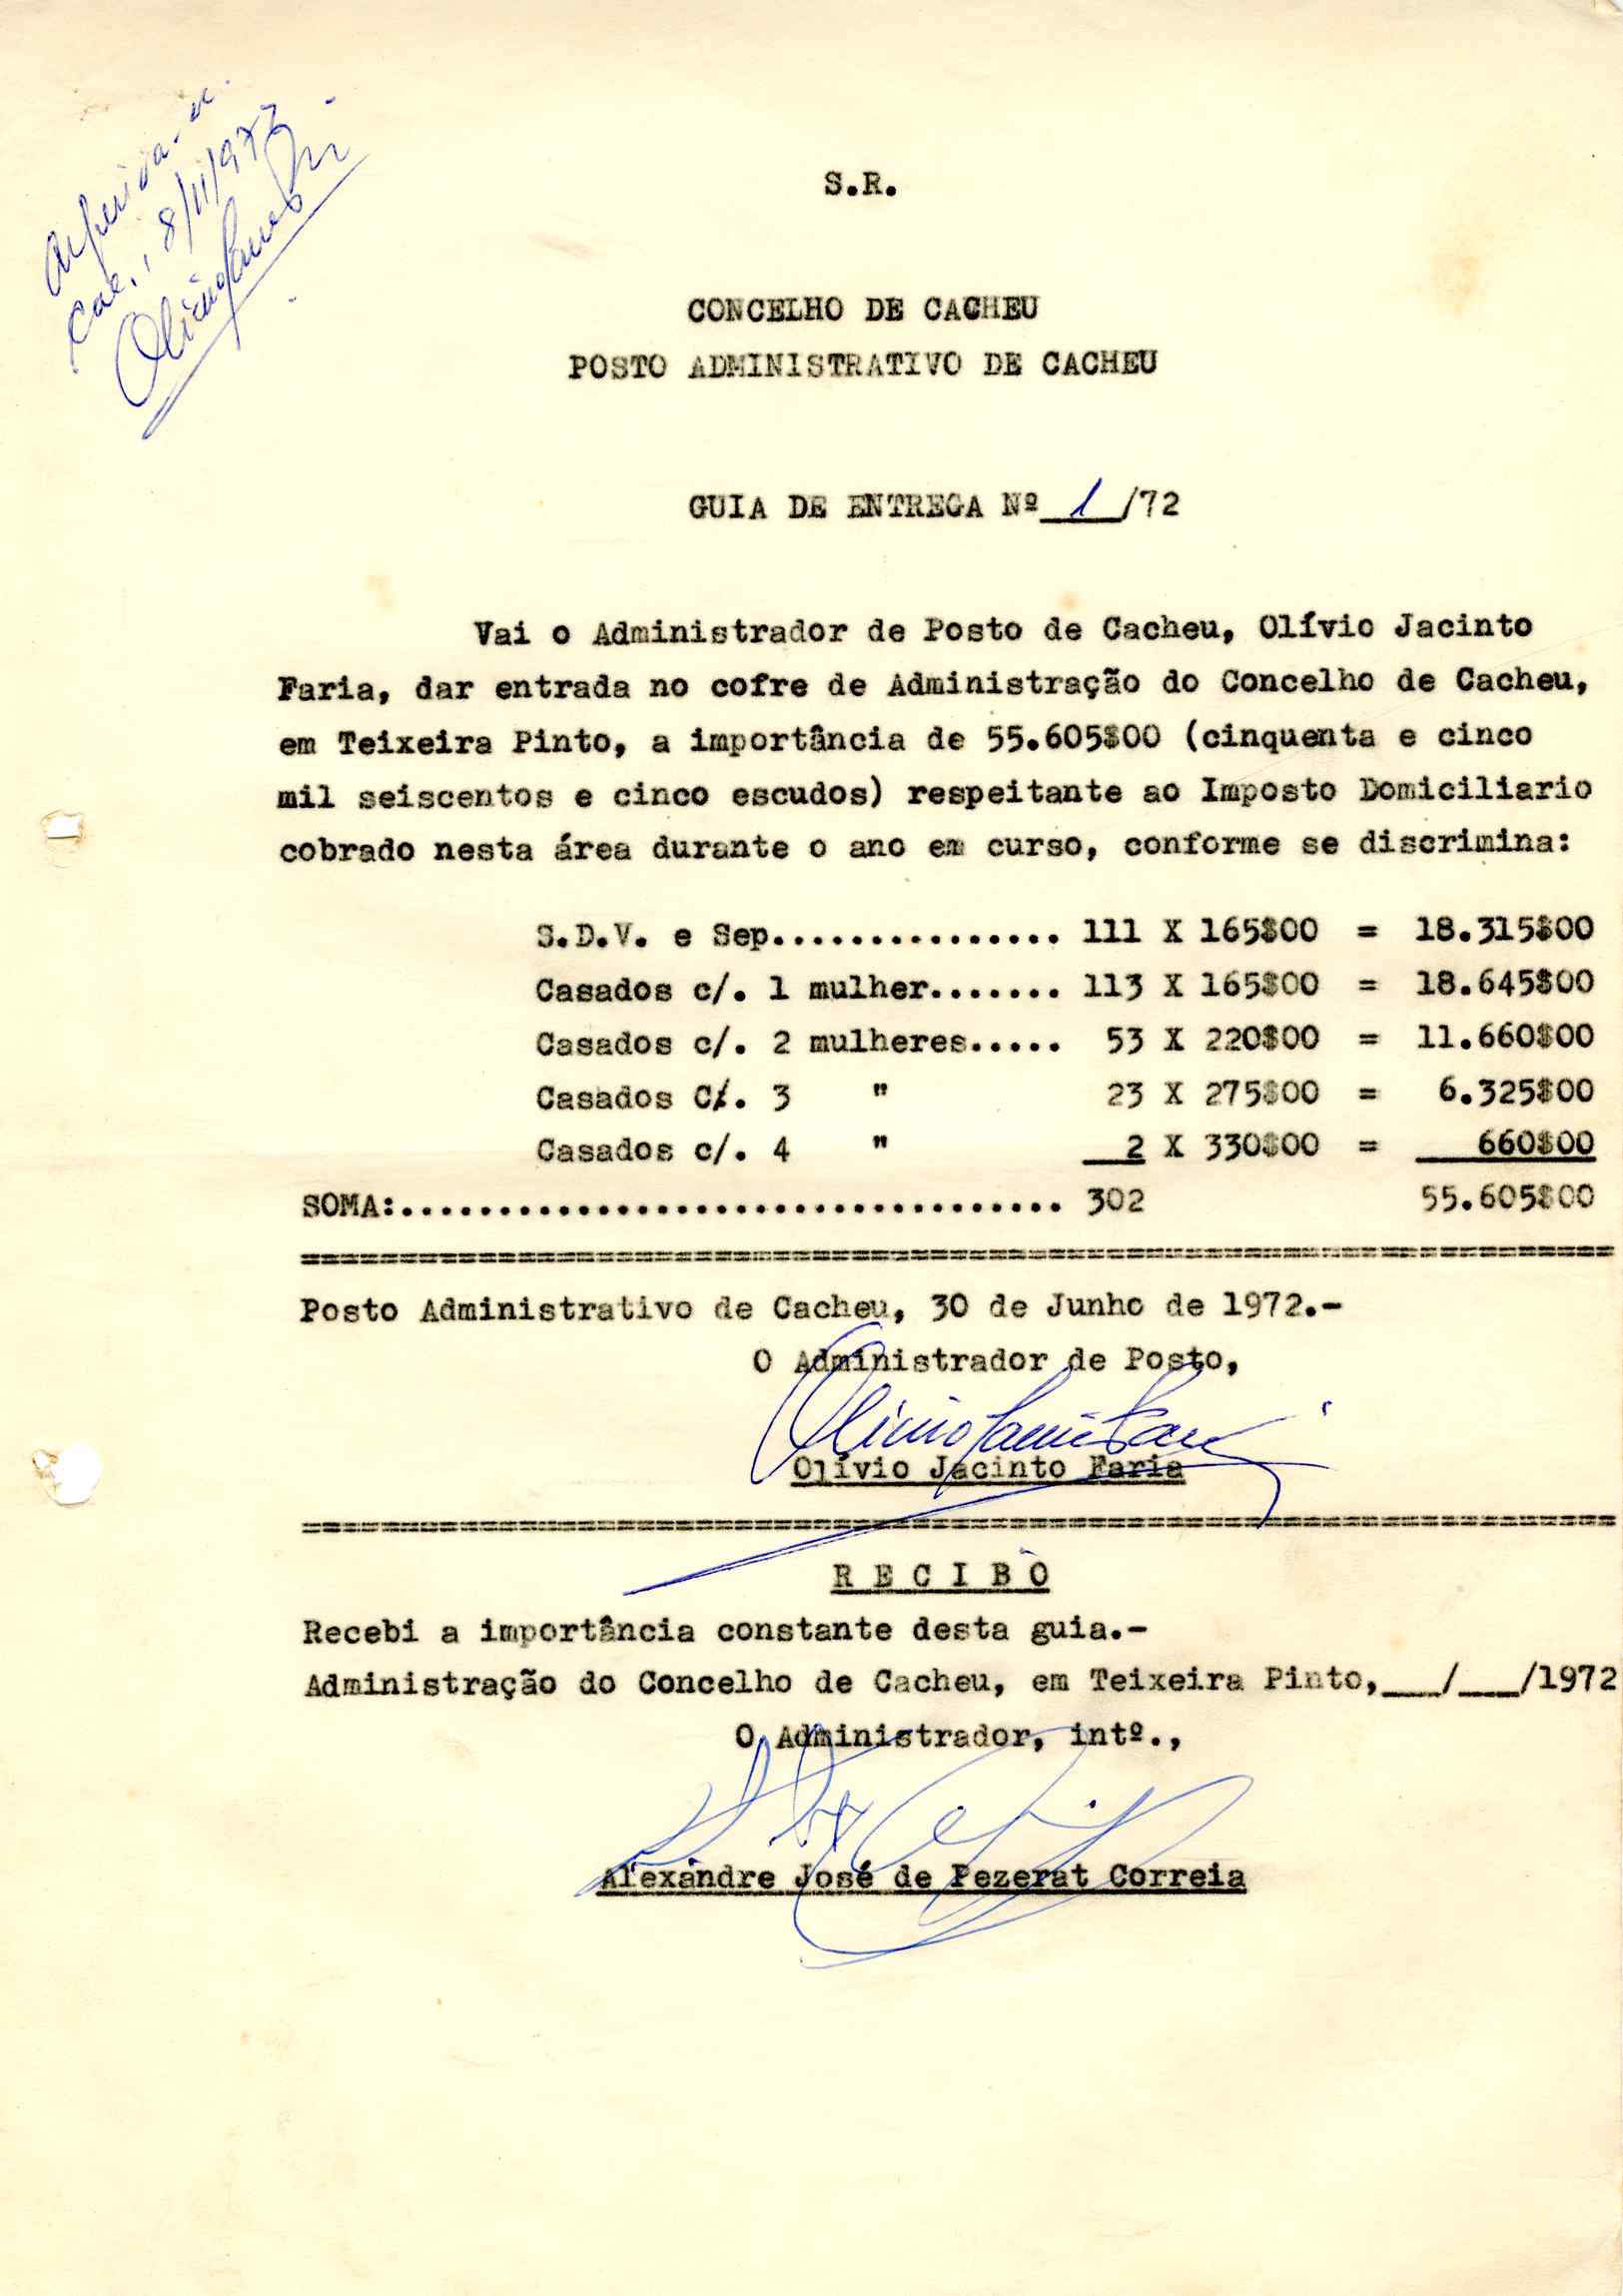 Cac., 8/11/972
S.R.
CONCELHO DE CACHEU
POSTO ADMINISTRATIVO DE CACHEU
GUIA DE ENTREGA Nº 1 /72
Vai o Administrador de Posto de Cacheu, Olívio Jacinto
Faria, dar entrada no cofre de Administração do Concelho de Cacheu,
em Teixeira Pinto, a importância de 55.605$00 (cinquenta e cinco
mil seiscentos e cinco escudos) respeitante ao Imposto Domiciliario
cobrado nesta área durante o ano em curso, conforme se discrimina:
S.D.V. e Sep............... 111 X 165$00 = 18.315$00
Casados c/. 1 mulher....... 113 X 165$00 = 18.645$00
Casados c/. 2 mulheres..... 53 X 220$00 = 11.660$00
Casados C/. 3 " 23 X 275$00 = 6.325$00
Casados c/. 4 " 2 X 330$00 = 660$00
SOMA:.................................. 302 55.605$00
Posto Administrativo de Cacheu, 30 de Junho de 1972.-
O Administrador de Posto,
Olívio Jacinto Faria
R E C I B O
Recebi a importância constante desta guia.-
Administração do Concelho de Cacheu, em Teixeira Pinto,___/___/1972
O Administrador, intº.,
Alexandre José de Pezerat Correia